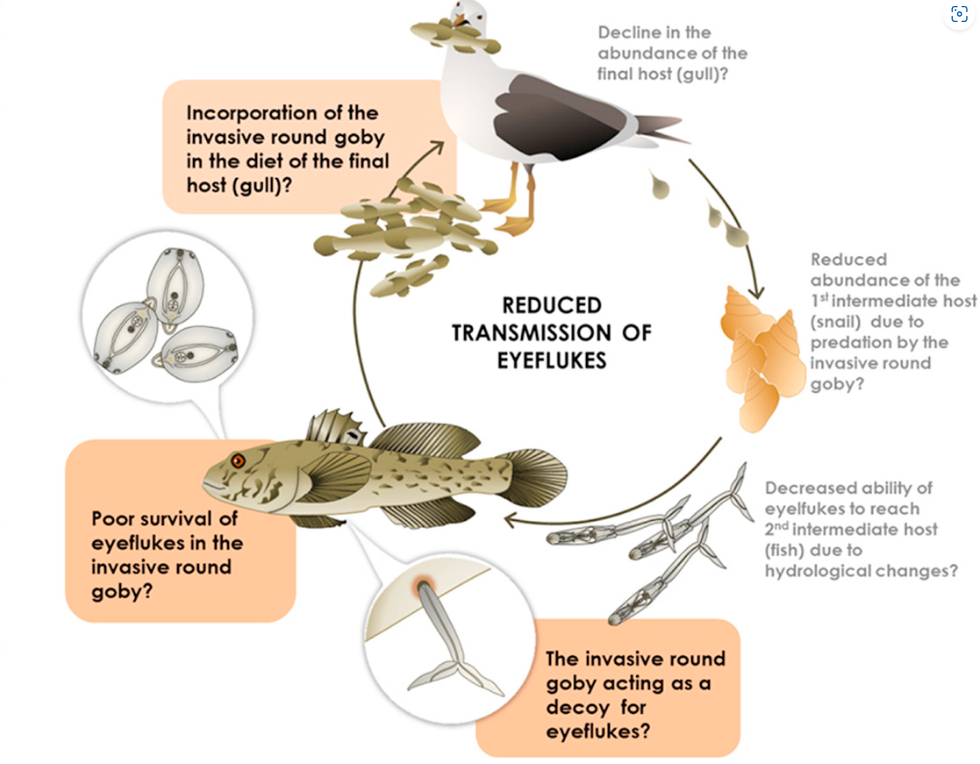 Decline in the
abundance of the
final host (gull)?
Incorporation of the
invasive round goby
in the diet of the final
host (gull)?
REDUCED
TRANSMISSION OF
EYEFLUKES
Reduced
abundance of the
1st intermediate host
(snail) due to
predation by the
invasive round
goby?
Poor survival of
eyeflukes in the
invasive round
goby?
Decreased ability of
eyelfukes to reach
2nd intermediate host
(fish) due to
hydrological changes?
The invasive round
goby acting as a
decoy for
eyeflukes?